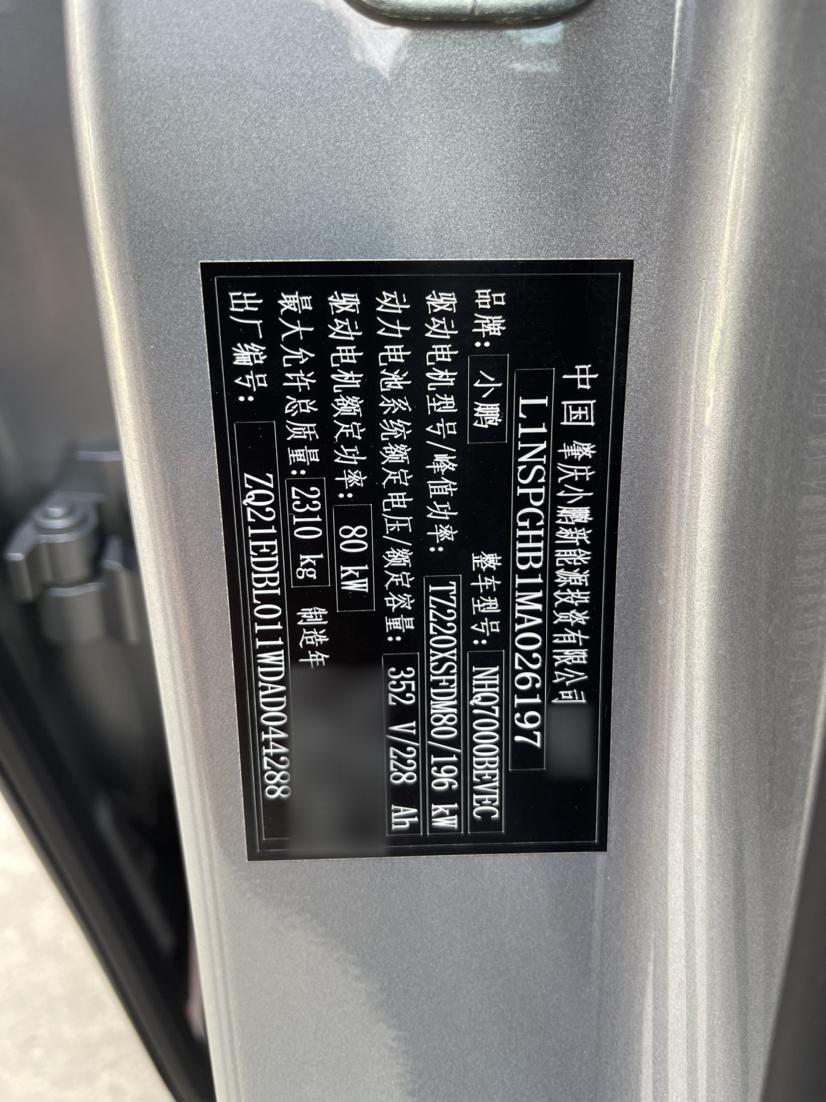 中国 肇庆小鹏新能源投资有限公司
L1NSPGHB1MA026197
品牌: 小鹏 整车型号: NHQ7000BEVEC
驱动电机型号/峰值功率: TZ220XSFDM80/196 kW
动力电池系统额定电压/额定容量: 352 V/228 Ah
驱动电机额定功率: 80 kW
最大允许总质量: 2310 kg 制造年
出厂编号: ZQ21EDBL011WDAD044288